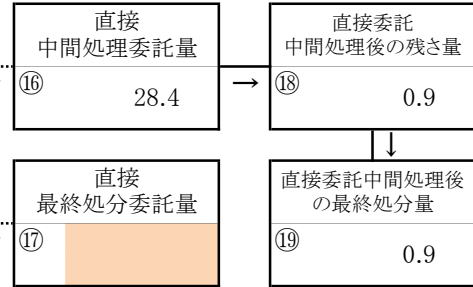 直接
中間処理委託量
⑯ 28.4
→
直接委託
中間処理後の残さ量
⑱ 0.9
↓
直接
最終処分委託量
⑰
直接委託中間処理後
の最終処分量
⑲ 0.9